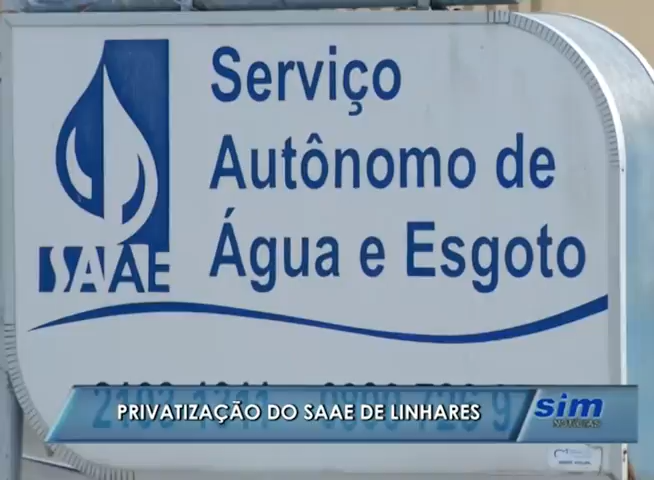 SAAE
Serviço
Autônomo de
Água e Esgoto
PRIVATIZAÇÃO DO SAAE DE LINHARES
sim
NOTÍCIAS